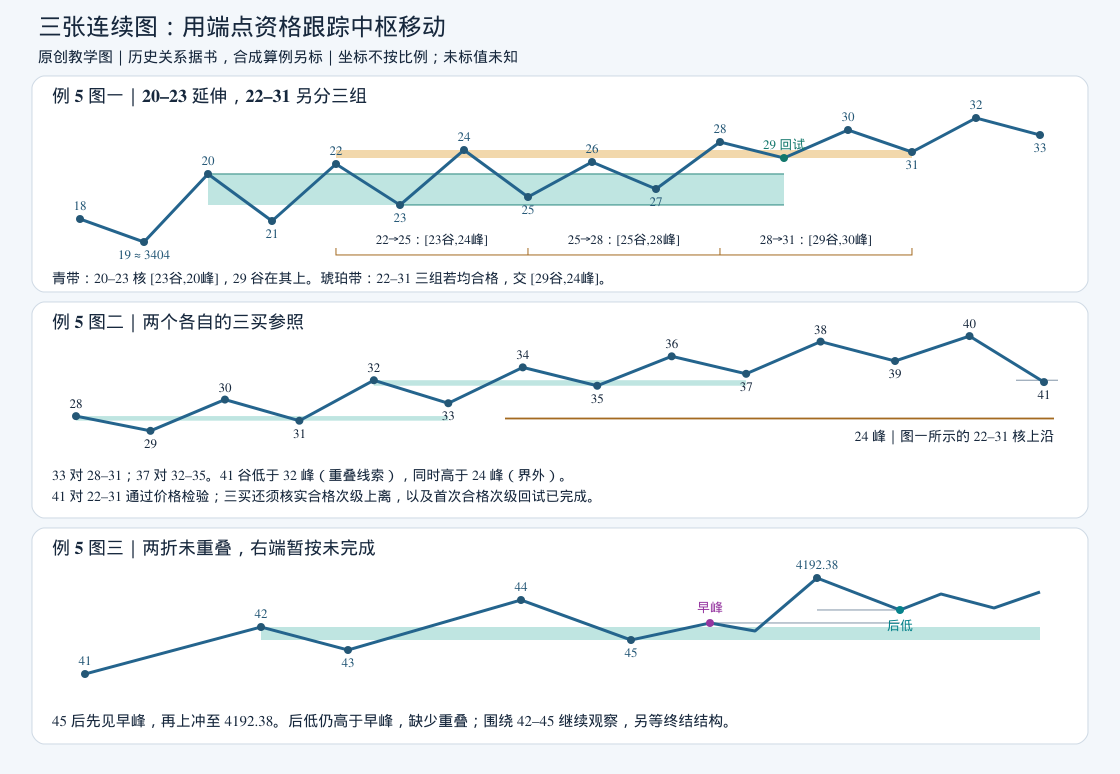 三张连续图：用端点资格跟踪中枢移动
原创教学图｜历史关系据书，合成算例另标｜坐标不按比例；未标值未知
例 5 图一｜20–23 延伸，22–31 另分三组
18
19 ≈ 3404
20
21
22
23
24
25
26
27
28
29 回试
30
31
32
33
22→25：[23谷,24峰]
25→28：[25谷,28峰]
28→31：[29谷,30峰]
青带：20–23 核 [23谷,20峰]，29 谷在其上。琥珀带：22–31 三组若均合格，交 [29谷,24峰]。
例 5 图二｜两个各自的三买参照
28
29
30
31
32
33
34
35
36
37
38
39
40
41
24 峰｜图一所示的 22–31 核上沿
33 对 28–31；37 对 32–35。41 谷低于 32 峰（重叠线索），同时高于 24 峰（界外）。
41 对 22–31 通过价格检验；三买还须核实合格次级上离，以及首次合格次级回试已完成。
例 5 图三｜两折未重叠，右端暂按未完成
41
42
43
44
45
早峰
4192.38
后低
45 后先见早峰，再上冲至 4192.38。后低仍高于早峰，缺少重叠；围绕 42–45 继续观察，另等终结结构。